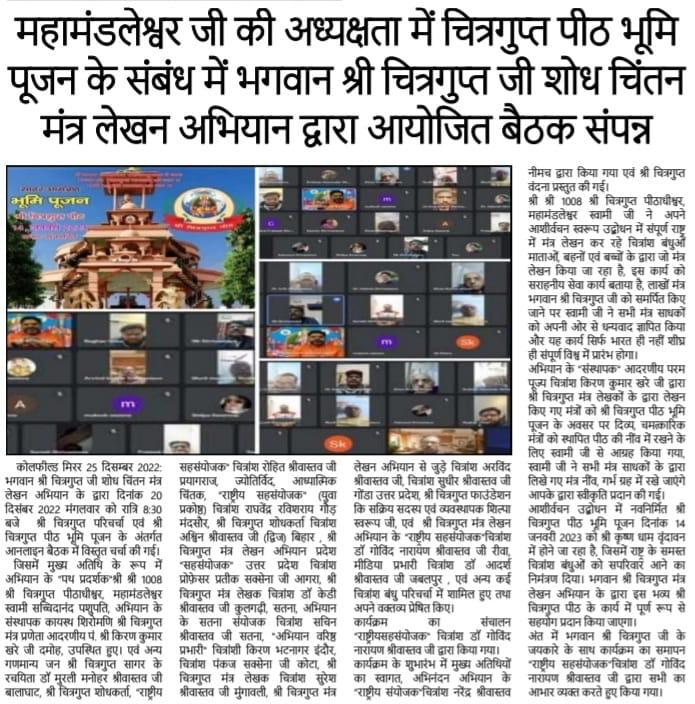 महामंडलेश्वर जी की अध्यक्षता में चित्रगुप्त पीठ भूमि
पूजन के संबंध में भगवान श्री चित्रगुप्त जी शोध चिंतन
मंत्र लेखन अभियान द्वारा आयोजित बैठक संपन्न
सादर आमंत्रण
भूमि पूजन
श्री चित्रगुप्त पीठ
m
G
A
m
Sk
A
m
Sk
कोलफील्ड मिरर 25 दिसम्बर 2022:
भगवान श्री चित्रगुप्त जी शोध चिंतन मंत्र
लेखन अभियान के द्वारा दिनांक 20
दिसंबर 2022 मंगलवार को रात्रि 8:30
बजे श्री चित्रगुप्त परिचर्चा एवं श्री
चित्रगुप्त पीठ भूमि पूजन के अंतर्गत
आनलाइन बैठक में विस्तृत चर्चा की गई।
जिसमें मुख्य अतिथि के रूप में
अभियान के "पथ प्रदर्शक"श्री श्री 1008
श्री चित्रगुप्त पीठाधीश्वर, महामंडलेश्वर
स्वामी सच्चिदानंद पशुपति, अभियान के
संस्थापक कायस्थ शिरोमणि श्री चित्रगुप्त
मंत्र प्रणेता आदरणीय पं. श्री किरण कुमार
खरे जी दमोह, उपस्थित हुए। एवं अन्य
गणमान्य जन श्री चित्रगुप्त सागर के
रचयिता डॉ मुरली मनोहर श्रीवास्तव जी
बालाघाट, श्री चित्रगुप्त शोधकर्ता, "राष्ट्रीय
सहसंयोजक" चित्रांश रोहित श्रीवास्तव जी
प्रयागराज, ज्योतिर्विद, आध्यात्मिक
चिंतक, "राष्ट्रीय सहसंयोजक" (युवा
प्रकोष्ठ) चित्रांश राघवेंद्र रविशराय गौड़
मंदसौर, श्री चित्रगुप्त शोधकर्ता चित्रांश
अश्विन श्रीवास्तव जी (द्विज) बिहार , श्री
चित्रगुप्त मंत्र लेखन अभियान प्रदेश
"सहसंयोजक" उत्तर प्रदेश चित्रांश
प्रोफ़ेसर प्रतीक सक्सेना जी आगरा, श्री
चित्रगुप्त मंत्र लेखक चित्रांश डॉ केडी
श्रीवास्तव जी कुलगढ़ी, सतना, अभियान
के सतना संयोजक चित्रांश सचिन
श्रीवास्तव जी सतना, "अभियान वरिष्ठ
प्रभारी" चित्रांशी किरण भटनागर इंदौर,
चित्रांश पंकज सक्सेना जी कोटा, श्री
चित्रगुप्त मंत्र लेखक चित्रांश सुरेश
श्रीवास्तव जी मुंगावली, श्री चित्रगुप्त मंत्र
लेखन अभियान से जुड़े चित्रांश अरविंद
श्रीवास्तव जी, चित्रांश सुधीर श्रीवास्तव जी
गोंडा उत्तर प्रदेश, श्री चित्रगुप्त फाउंडेशन
कि सक्रिय सदस्य एवं व्यवस्थापक शिल्पा
स्वरूप जी, एवं श्री चित्रगुप्त मंत्र लेखन
अभियान के "राष्ट्रीय सहसंयोजक"चित्रांश
डॉ गोविंद नारायण श्रीवास्तव जी रीवा,
मीडिया प्रभारी चित्रांश डॉ आदर्श
श्रीवास्तव जी जबलपुर , एवं अन्य कई
चित्रांश बंधु परिचर्चा में शामिल हुए तथा
अपने वक्तव्य प्रेषित किए।
कार्यक्रम का संचालन
"राष्ट्रीयसहसंयोजक" चित्रांश डॉ गोविंद
नारायण श्रीवास्तव जी द्वारा किया गया।
कार्यक्रम के शुभारंभ में मुख्य अतिथियों
का स्वागत, अभिनंदन अभियान के
"राष्ट्रीय संयोजक"चित्रांश नरेंद्र श्रीवास्तव
नीमच द्वारा किया गया एवं श्री चित्रगुप्त
वंदना प्रस्तुत की गई।
श्री श्री 1008 श्री चित्रगुप्त पीठाधीश्वर,
महामंडलेश्वर स्वामी जी ने अपने
आशीर्वचन स्वरूप उद्बोधन में संपूर्ण राष्ट्र
में मंत्र लेखन कर रहे चित्रांश बंधुओं
माताओं, बहनों एवं बच्चों के द्वारा जो मंत्र
लेखन किया जा रहा है, इस कार्य को
सराहनीय सेवा कार्य बताया है, लाखों मंत्र
भगवान श्री चित्रगुप्त जी को समर्पित किए
जाने पर स्वामी जी ने सभी मंत्र साधकों
को अपनी ओर से धन्यवाद ज्ञापित किया
और यह कार्य सिर्फ भारत ही नहीं शीघ्र
ही संपूर्ण विश्व में प्रारंभ होगा।
अभियान के "संस्थापक" आदरणीय परम
पूज्य चित्रांश किरण कुमार खरे जी द्वारा
श्री चित्रगुप्त मंत्र लेखकों के द्वारा लेखन
किए गए मंत्रों को श्री चित्रगुप्त पीठ भूमि
पूजन के अवसर पर दिव्य, चमत्कारिक
मंत्रों को स्थापित पीठ की नींव में रखने के
लिए स्वामी जी से आग्रह किया गया,
स्वामी जी ने सभी मंत्र साधकों के द्वारा
लिखे गए मंत्र नींव, गर्भ ग्रह में रखे जाएंगे
आपके द्वारा स्वीकृति प्रदान की गई।
आशीर्वचन उद्बोधन में नवनिर्मित श्री
चित्रगुप्त पीठ भूमि पूजन दिनांक 14
जनवरी 2023 को श्री कृष्ण धाम वृंदावन
में होने जा रहा है, जिसमें राष्ट्र के समस्त
चित्रांश बंधुओं को सपरिवार आने का
निमंत्रण दिया। भगवान श्री चित्रगुप्त मंत्र
लेखन अभियान के द्वारा इस भव्य श्री
चित्रगुप्त पीठ के कार्य में पूर्ण रूप से
सहयोग प्रदान किया जाएगा।
अंत में भगवान श्री चित्रगुप्त जी के
जयकारे के साथ कार्यक्रम का समापन
"राष्ट्रीय सहसंयोजक"चित्रांश डॉ गोविंद
नारायण श्रीवास्तव जी द्वारा सभी का
आभार व्यक्त करते हुए किया गया।